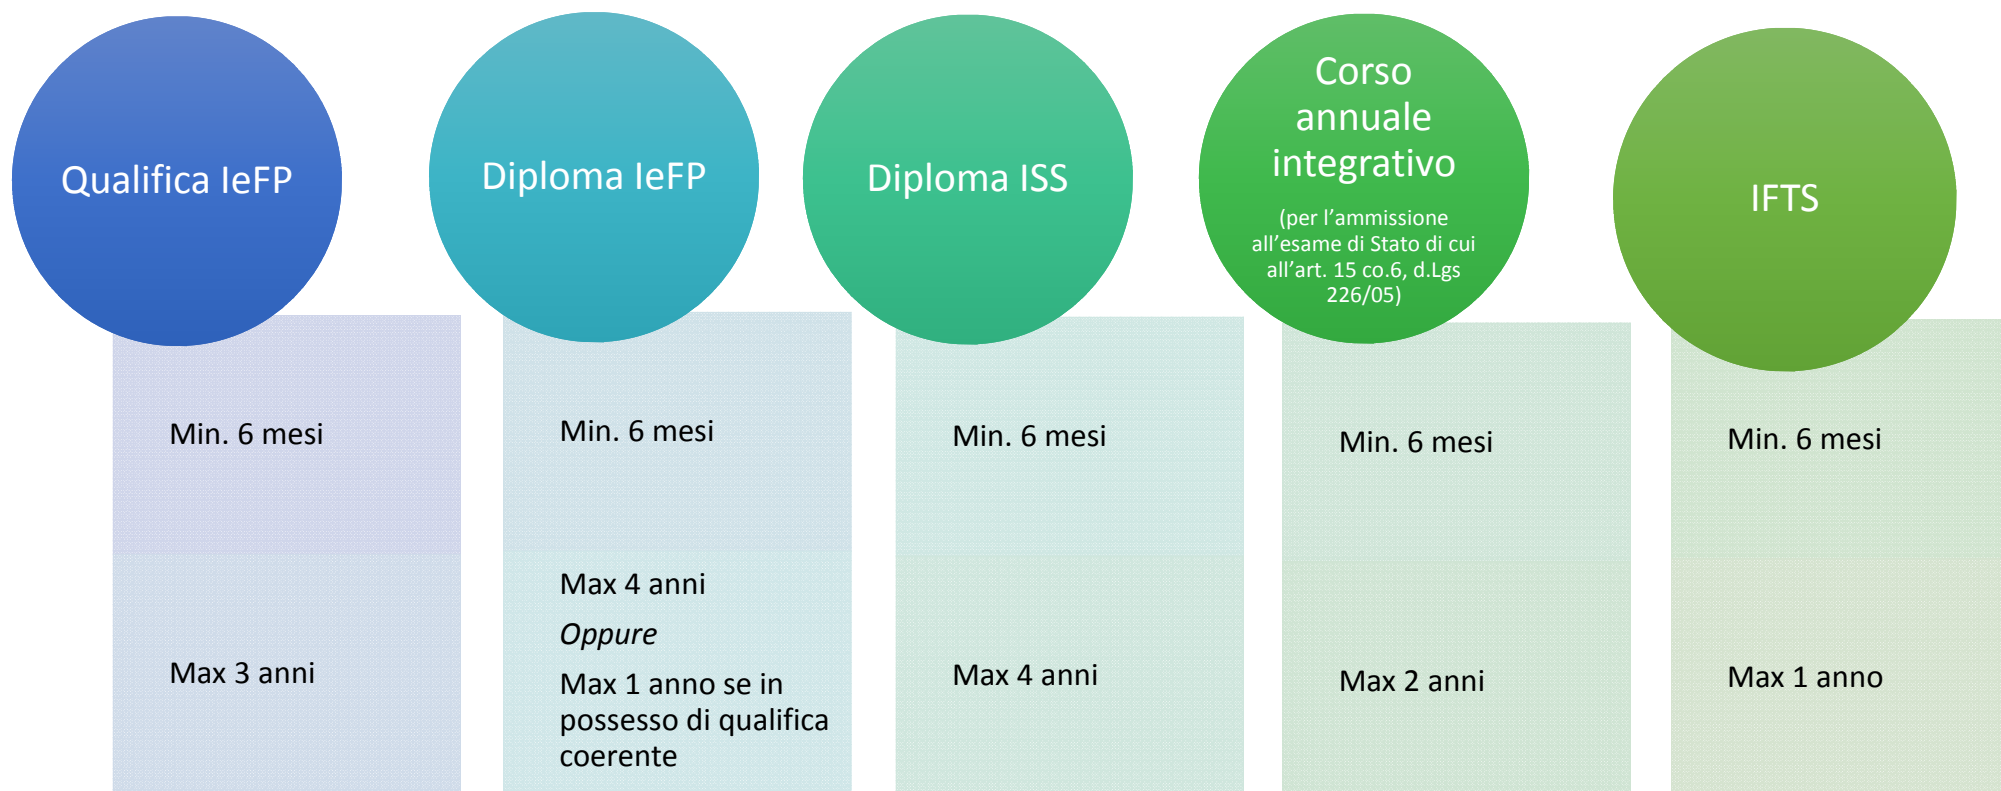 Qualifica IeFP
Min. 6 mesi
Max 3 anni
Diploma IeFP
Min. 6 mesi
Max 4 anni
Oppure
Max 1 anno se in
possesso di qualifica
coerente
Diploma ISS
Min. 6 mesi
Max 4 anni
Corso
annuale
integrativo
(per l'ammissione
all'esame di Stato di cui
all'art. 15 co.6, d.Lgs
226/05)
Min. 6 mesi
Max 2 anni
IFTS
Min. 6 mesi
Max 1 anno